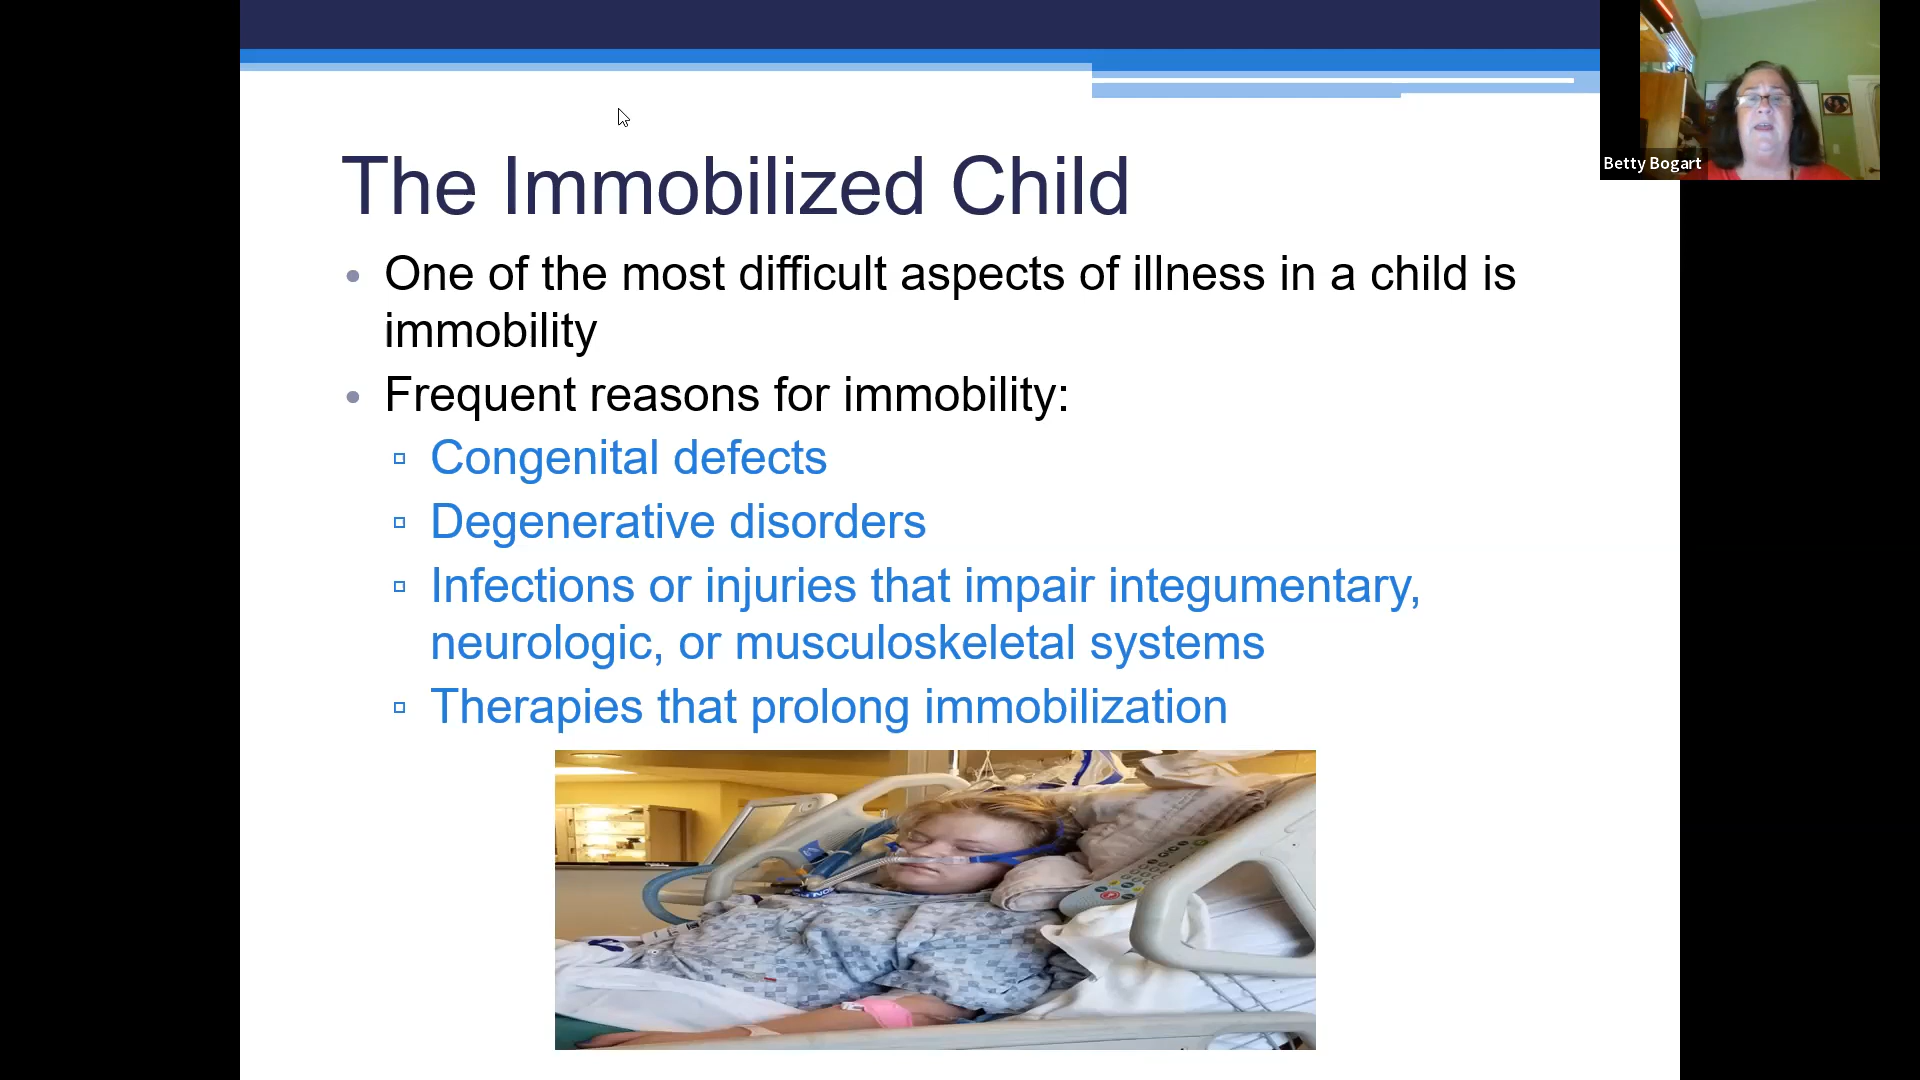 Betty Bogart
The Immobilized Child
• One of the most difficult aspects of illness in a child is
immobility
• Frequent reasons for immobility:
▫ Congenital defects
▫ Degenerative disorders
▫ Infections or injuries that impair integumentary,
neurologic, or musculoskeletal systems
▫ Therapies that prolong immobilization